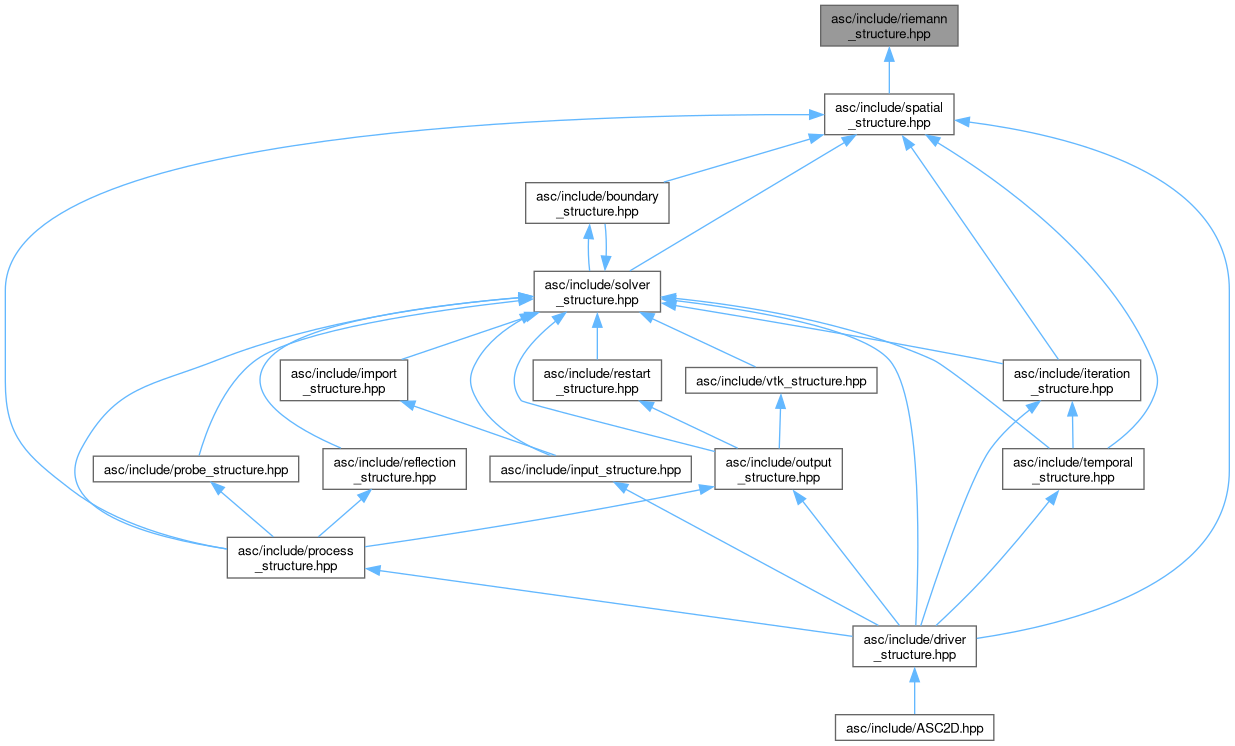 asc/include/riemann
_structure.hpp
asc/include/spatial
_structure.hpp
asc/include/boundary
_structure.hpp
asc/include/solver
_structure.hpp
asc/include/import
_structure.hpp
asc/include/restart
_structure.hpp
asc/include/vtk_structure.hpp
asc/include/iteration
_structure.hpp
asc/include/probe_structure.hpp
asc/include/reflection
_structure.hpp
asc/include/input_structure.hpp
asc/include/output
_structure.hpp
asc/include/temporal
_structure.hpp
asc/include/process
_structure.hpp
asc/include/driver
_structure.hpp
asc/include/ASC2D.hpp